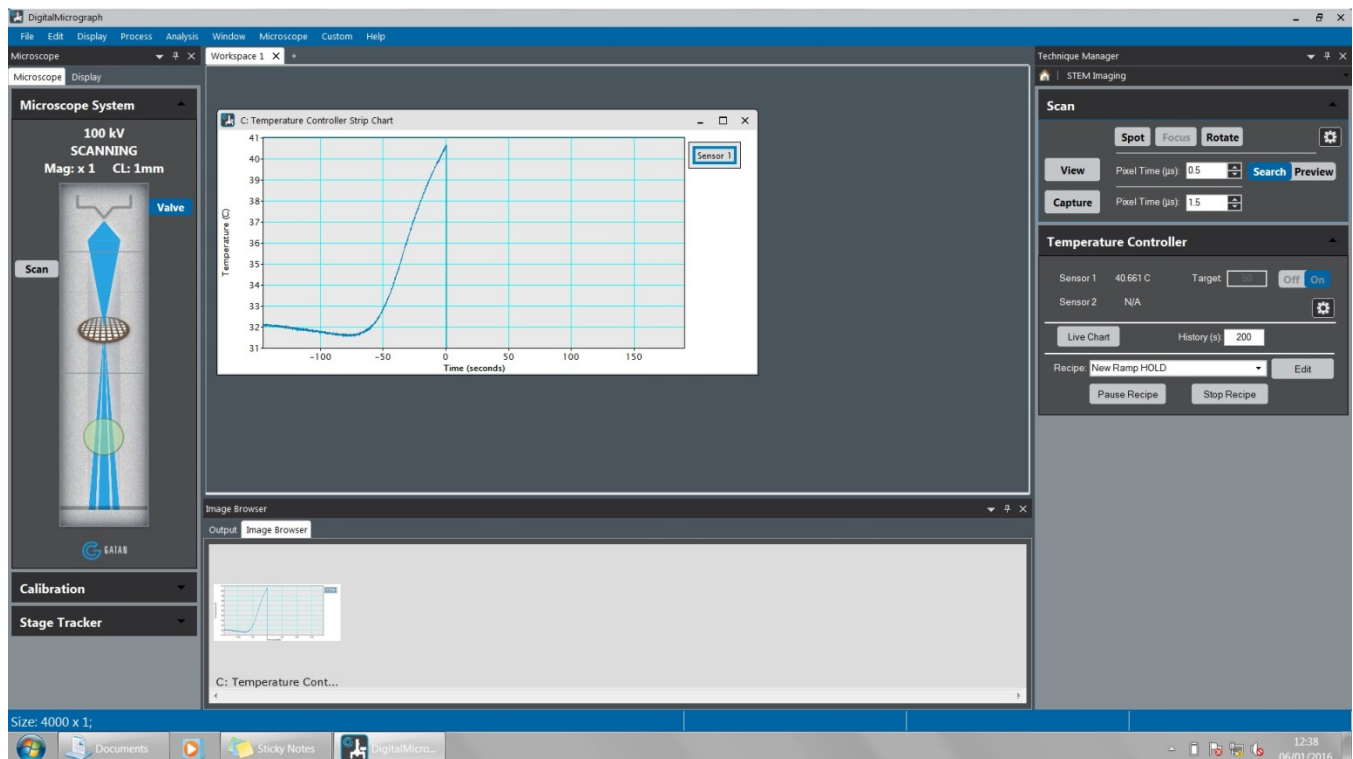 DigitalMicrograph
File Edit Display Process Analysis Window Microscope Custom Help
Microscope
Microscope Display
Microscope System
100 kV
SCANNING
Mag: x 1 CL: 1mm
Valve
Scan
GATAN
Calibration
Stage Tracker
Workspace 1 X +
C: Temperature Controller Strip Chart
41
40
39
38
37
36
35
34
33
32
31
Temperature (C)
-100 -50 0 50 100 150
Time (seconds)
Sensor 1
Image Browser
Output Image Browser
C: Temperature Cont...
Technique Manager
STEM Imaging
Scan
Spot Focus Rotate
View Pixel Time (µs): 0.5 Search Preview
Capture Pixel Time (µs): 1.5
Temperature Controller
Sensor 1 40.661 C Target 50 Off On
Sensor 2 N/A
Live Chart History (s): 200
Recipe: New Ramp HOLD Edit
Pause Recipe Stop Recipe
Size: 4000 x 1;
Documents Sticky Notes DigitalMicro...
12:38
06/01/2016